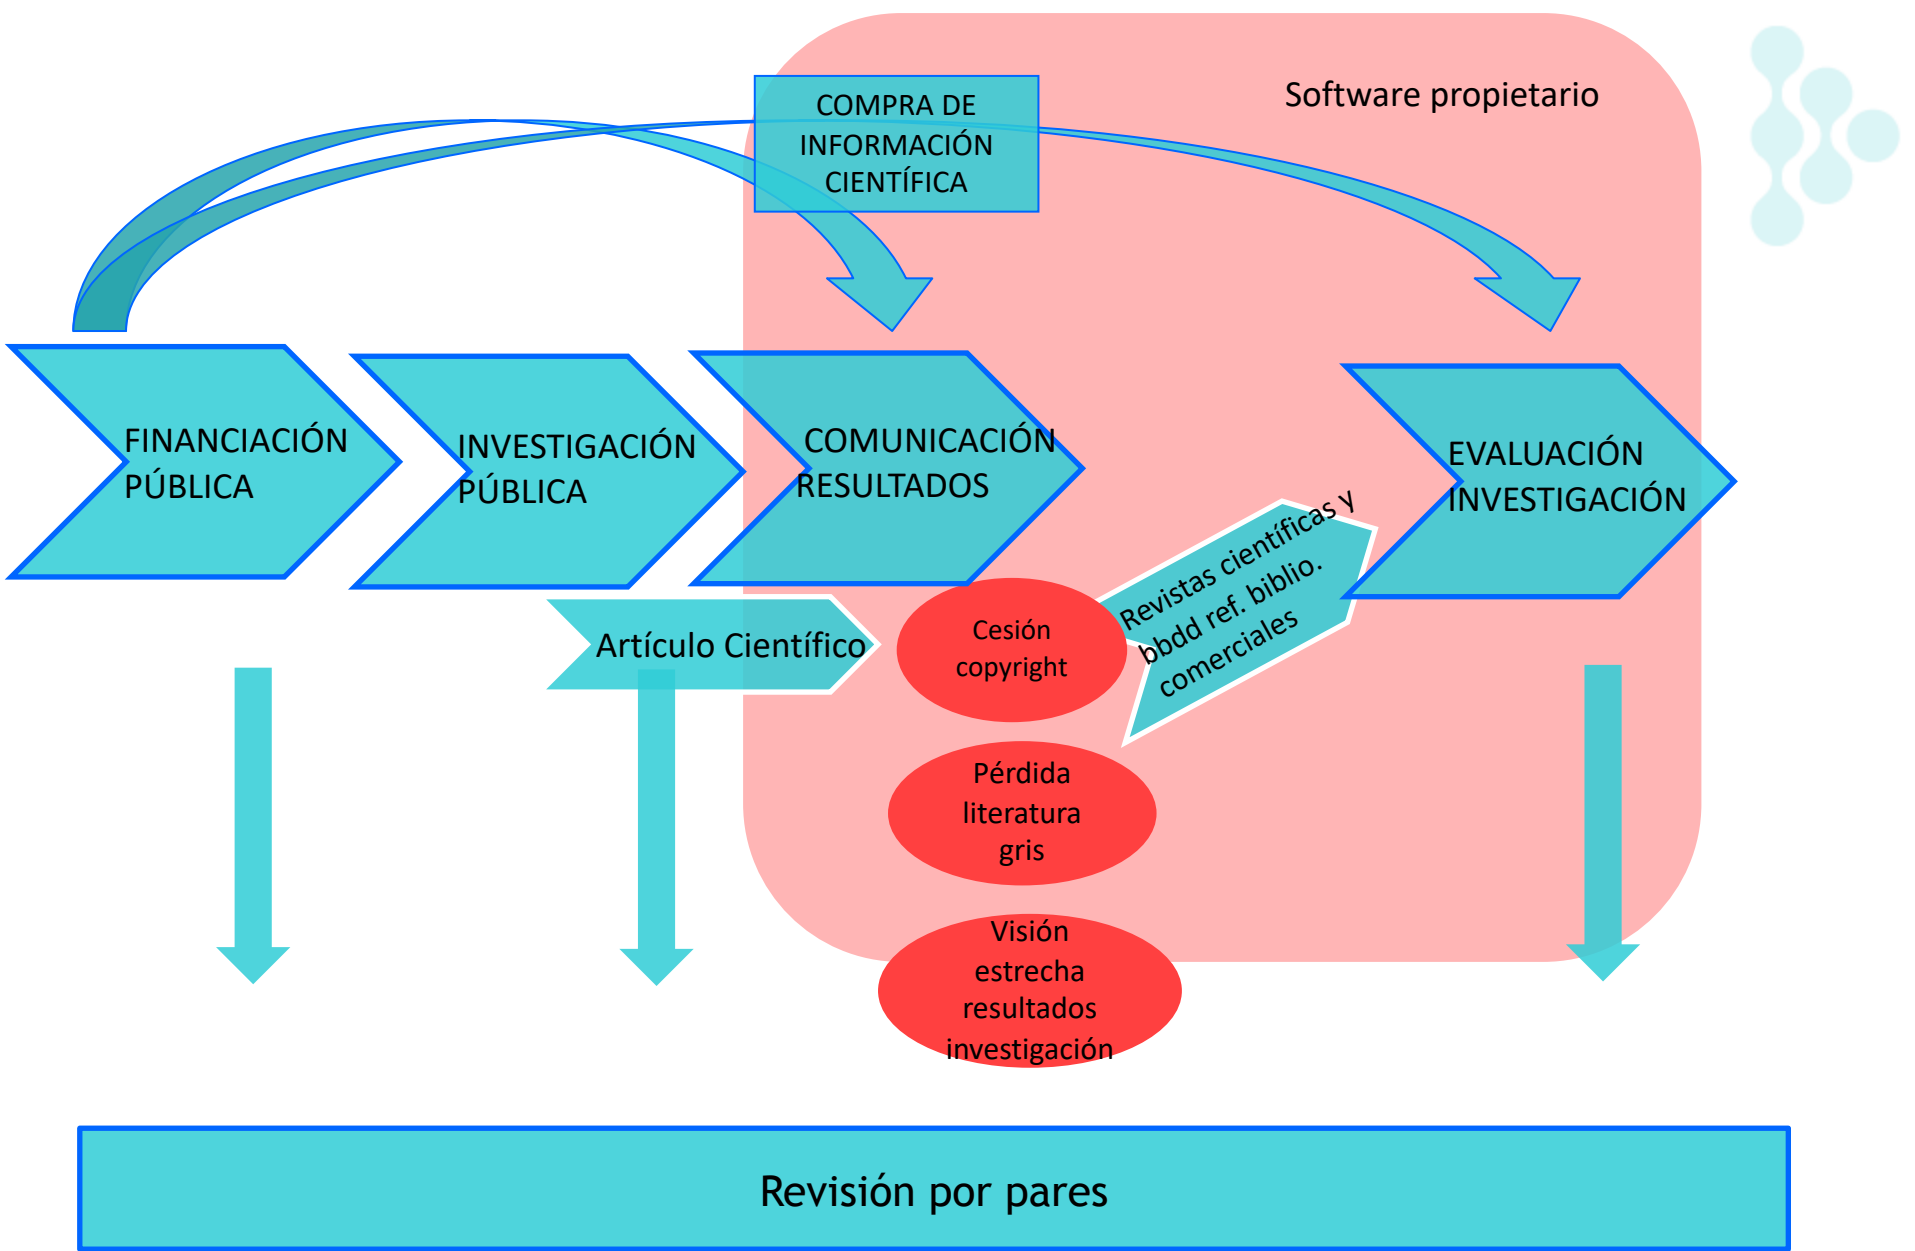 Software propietario
COMPRA DE
INFORMACIÓN
CIENTÍFICA
FINANCIACIÓN
PÚBLICA
INVESTIGACIÓN
PÚBLICA
COMUNICACIÓN
RESULTADOS
EVALUACIÓN
INVESTIGACIÓN
Artículo Científico
Cesión
copyright
Revistas científicas y
bbdd ref. biblio.
comerciales
Pérdida
literatura
gris
Visión
estrecha
resultados
investigación
Revisión por pares